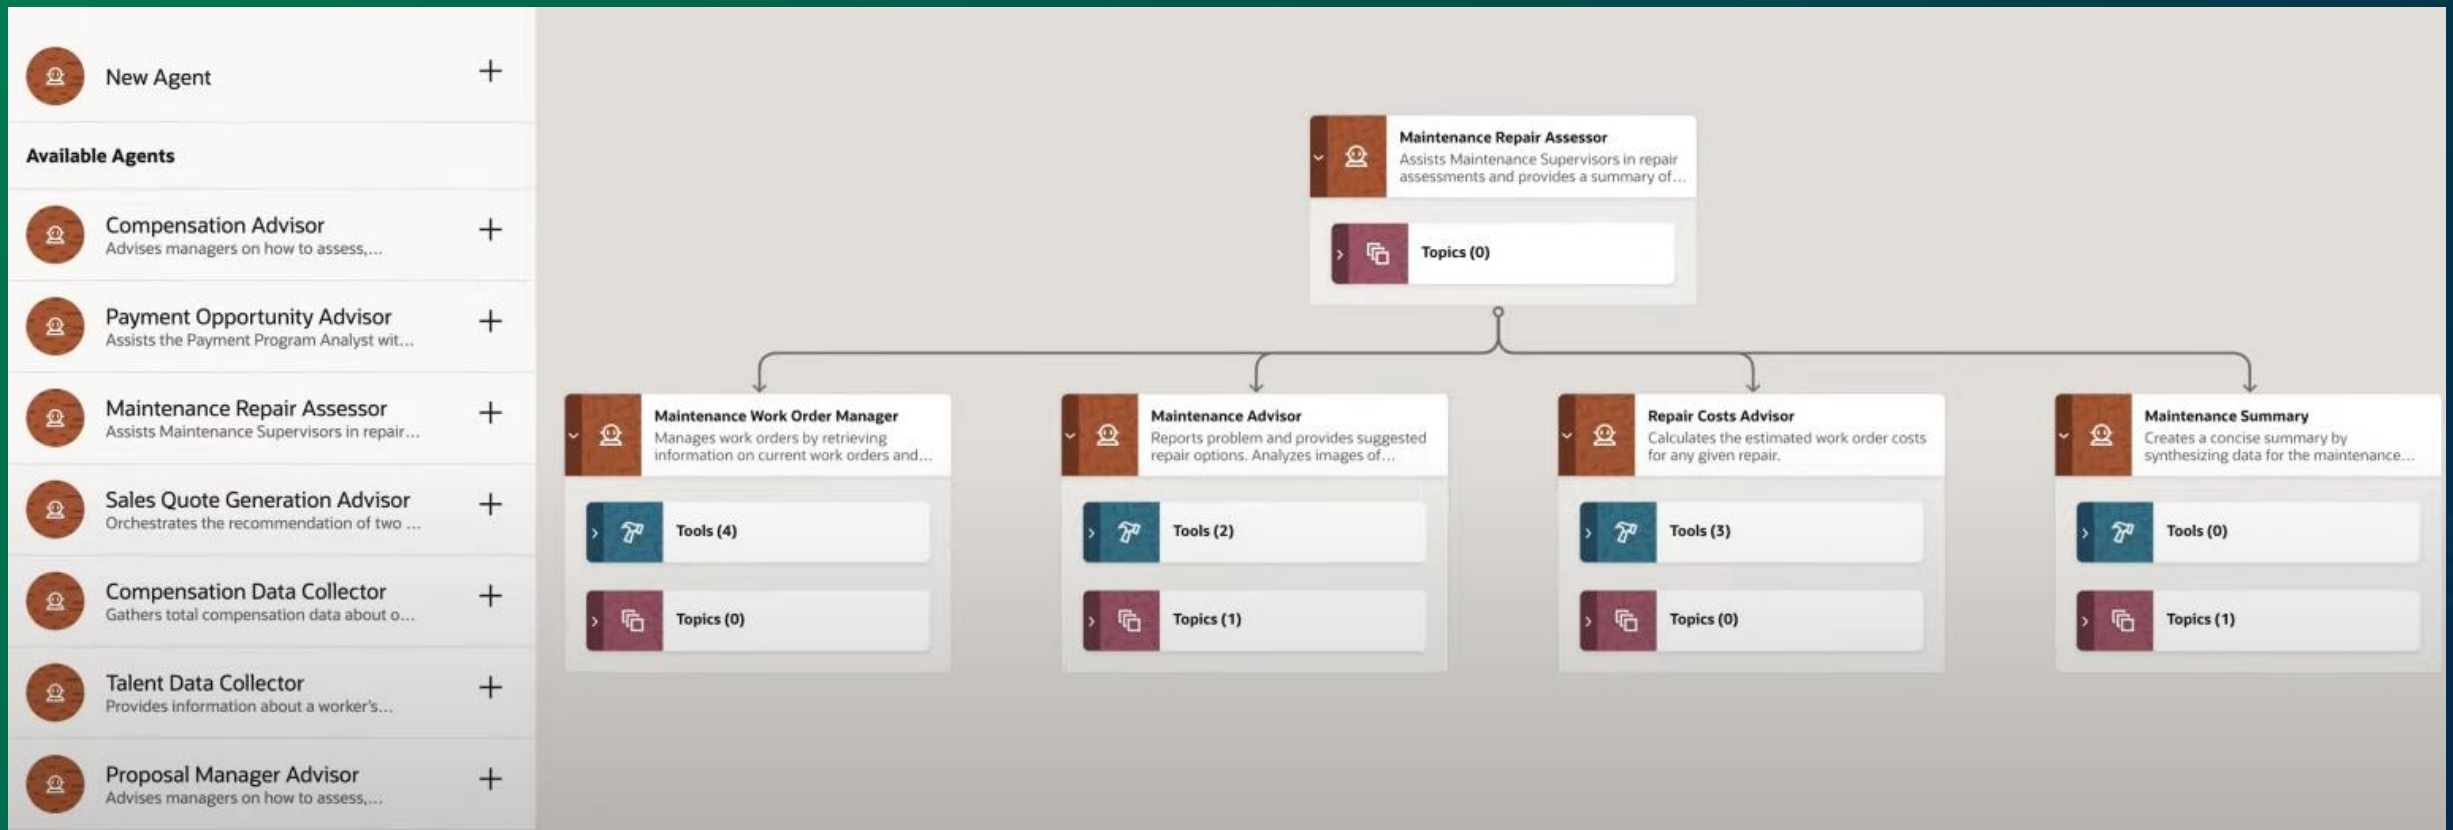 New Agent
Available Agents
Compensation Advisor
Advises managers on how to assess,...
Payment Opportunity Advisor
Assists the Payment Program Analyst wit...
Maintenance Repair Assessor
Assists Maintenance Supervisors in repair...
Sales Quote Generation Advisor
Orchestrates the recommendation of two ...
Compensation Data Collector
Gathers total compensation data about o...
Talent Data Collector
Provides information about a worker's...
Proposal Manager Advisor
Advises managers on how to assess,...
Maintenance Repair Assessor
Assists Maintenance Supervisors in repair
assessments and provides a summary of...
Topics (0)
Maintenance Work Order Manager
Manages work orders by retrieving
information on current work orders and...
Tools (4)
Topics (0)
Maintenance Advisor
Reports problem and provides suggested
repair options. Analyzes images of...
Tools (2)
Topics (1)
Repair Costs Advisor
Calculates the estimated work order costs
for any given repair.
Tools (3)
Topics (0)
Maintenance Summary
Creates a concise summary by
synthesizing data for the maintenance...
Tools (0)
Topics (1)